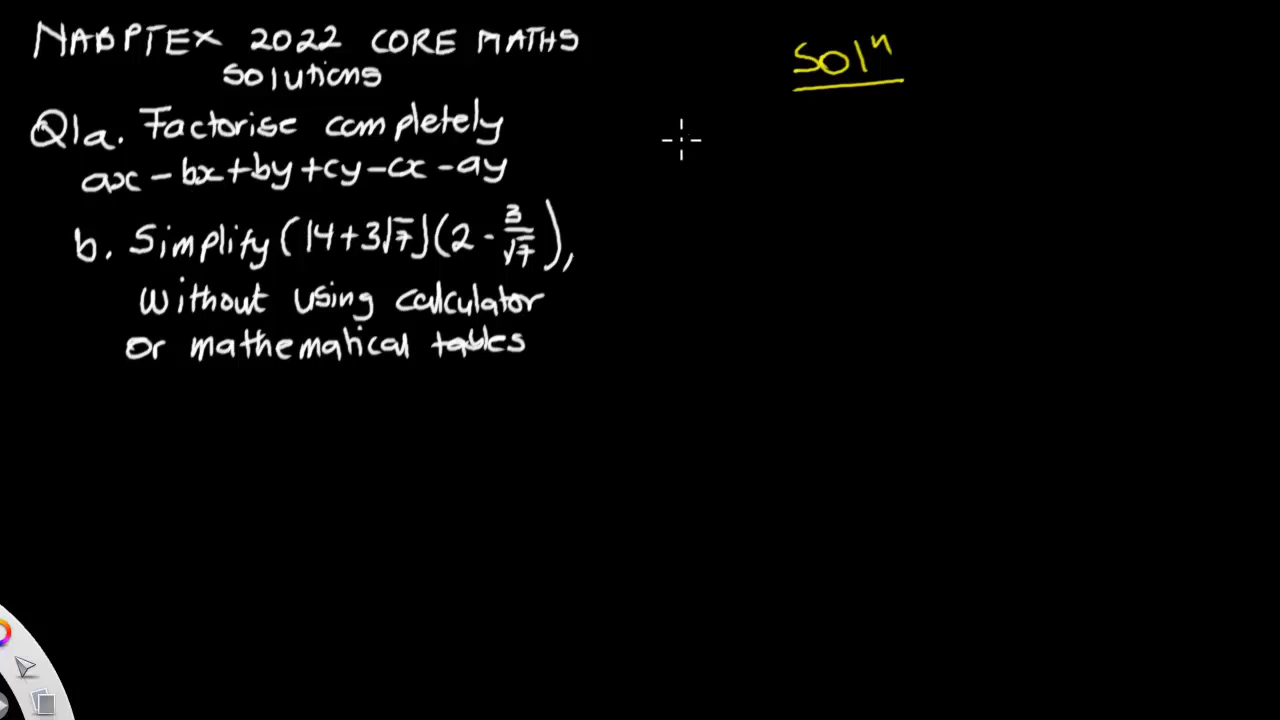 NABPTEX 2022 CORE MATHS
Solutions
Q1a. Factorise completely
ax - bx + by + cy - cx - ay
b. Simplify (14+3√7)(2 - 3/√7),
Without using calculator
Or mathematical tables
Solⁿ